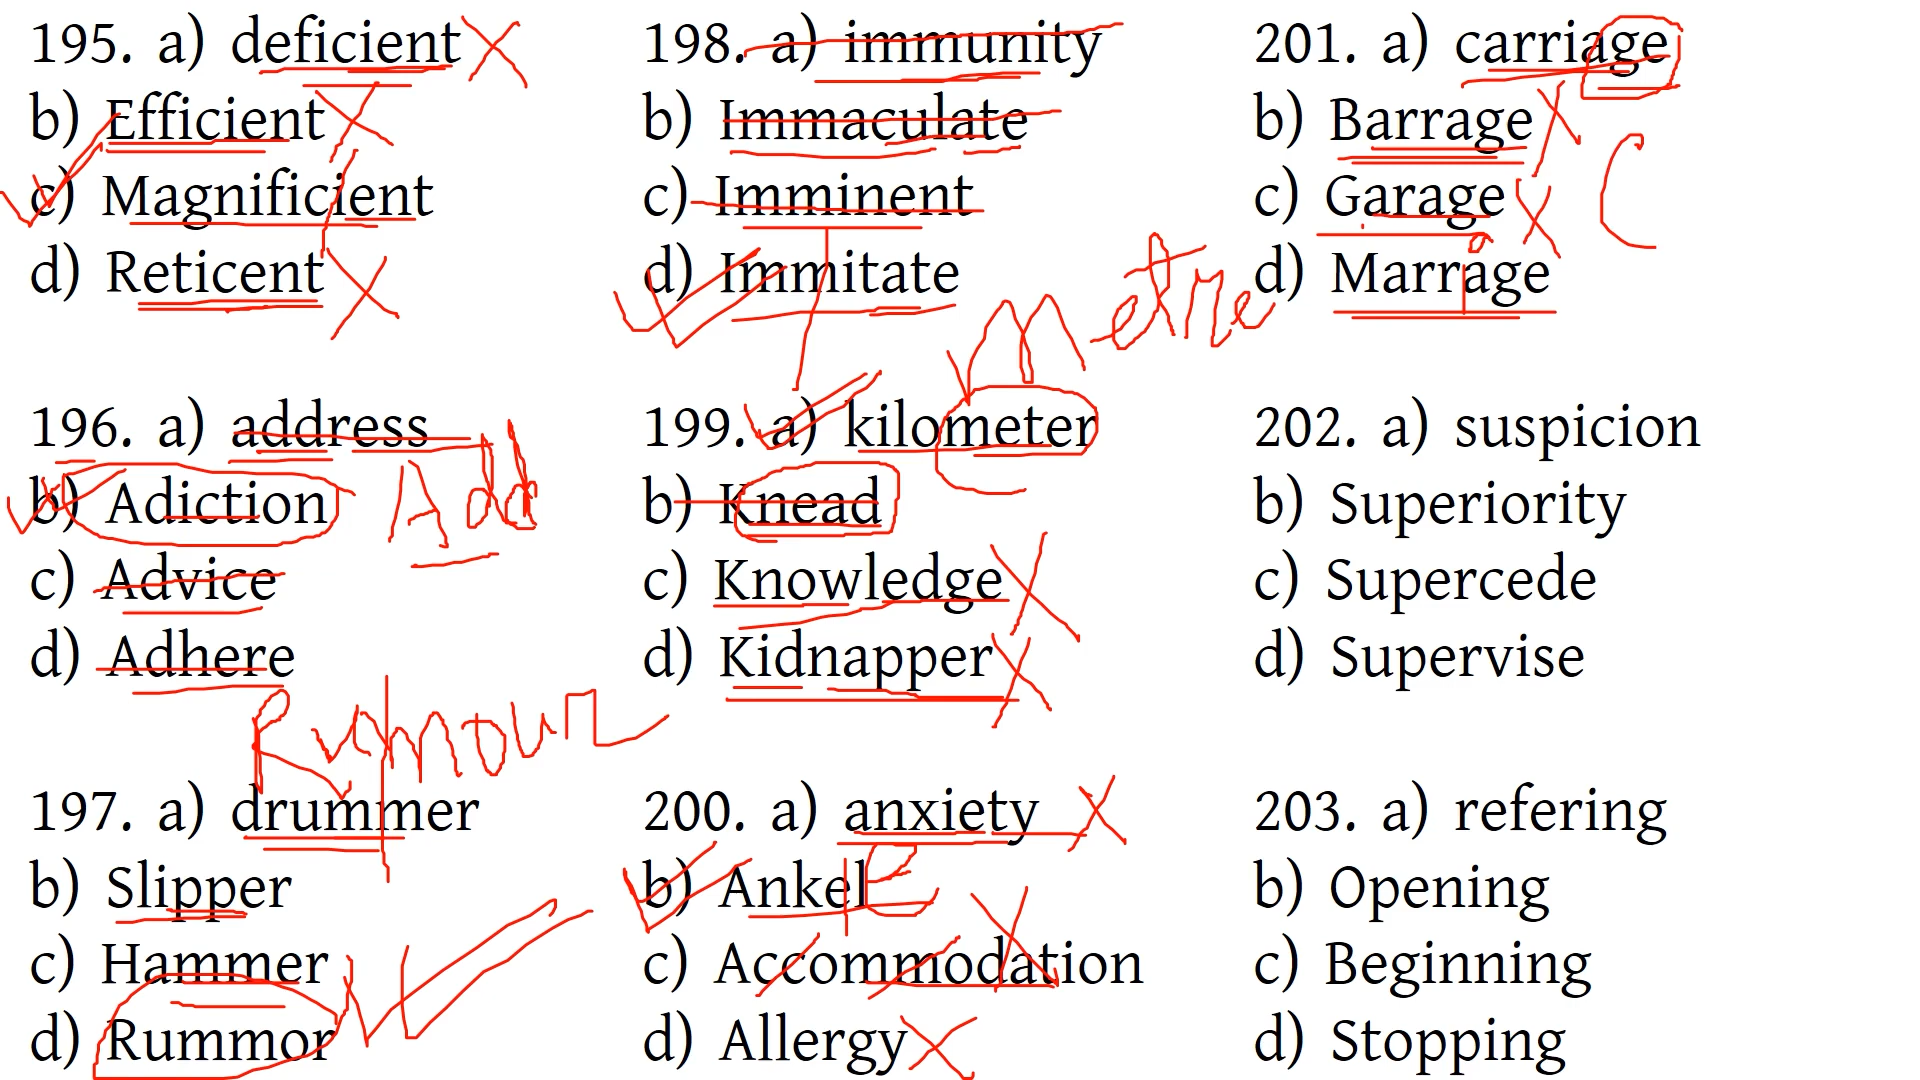 195. a) deficient
b) Efficient
c) Magnificient
d) Reticent
196. a) address
b) Adiction
Add
c) Advice
d) Adhere
Rumour
197. a) drummer
b) Slipper
c) Hammer
d) Rummor
198. a) immunity
b) Immaculate
c) Imminent
d) Immitate
metre
199. a) kilometer
b) Knead
c) Knowledge
d) Kidnapper
200. a) anxiety
b) Ankel
c) Accommodation
d) Allergy
201. a) carriage
b) Barrage
c) Garage
d) Marrage
202. a) suspicion
b) Superiority
c) Supercede
d) Supervise
203. a) refering
b) Opening
c) Beginning
d) Stopping